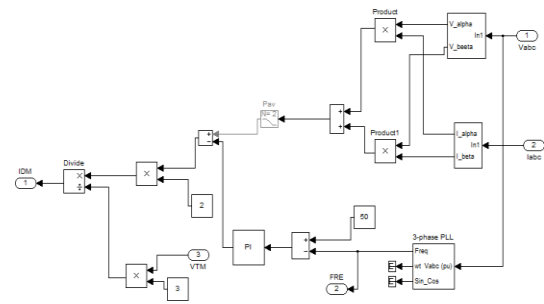 Product
V_alpha
In1
V_beeta
1
Vabc
Pav
N= 2
Product1
I_alpha
In1
I_beta
2
Iabc
IDM
1
Divide
2
PI
50
3-phase PLL
Freq
wt Vabc (pu)
Sin_Cos
3
VTM
3
FRE
2